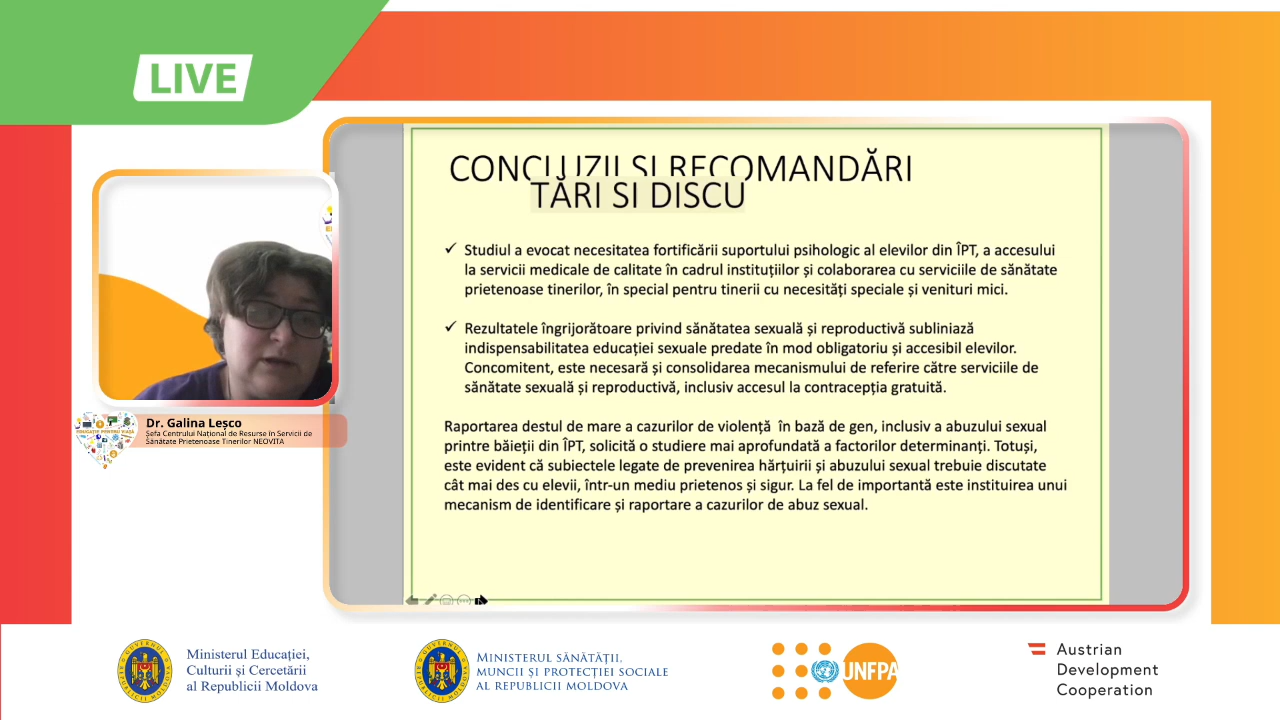 LIVE
CONCLUZII SI RECOMANDĂRI
TĂRI SI DISCU
✓ Studiul a evocat necesitatea fortificării suportului psihologic al elevilor din ÎPT, a accesului
la servicii medicale de calitate în cadrul instituțiilor și colaborarea cu serviciile de sănătate
prietenoase tinerilor, în special pentru tinerii cu necesități speciale și venituri mici.
✓ Rezultatele îngrijorătoare privind sănătatea sexuală și reproductivă subliniază
indispensabilitatea educației sexuale predate în mod obligatoriu și accesibil elevilor.
Concomitent, este necesară și consolidarea mecanismului de referire către serviciile de
sănătate sexuală și reproductivă, inclusiv accesul la contracepția gratuită.
Raportarea destul de mare a cazurilor de violență în bază de gen, inclusiv a abuzului sexual
printre băieții din ÎPT, solicită o studiere mai aprofundată a factorilor determinanți. Totuși,
este evident că subiectele legate de prevenirea hărțuirii și abuzului sexual trebuie discutate
cât mai des cu elevii, într-un mediu prietenos și sigur. La fel de importantă este instituirea unui
mecanism de identificare și raportare a cazurilor de abuz sexual.
EDUCAȚIE PENTRU VIAȚĂ
Dr. Galina Leșco
Șefa Centrului Național de Resurse în Servicii de
Sănătate Prietenoase Tinerilor NEOVITA
Ministerul Educației,
Culturii și Cercetării
al Republicii Moldova
MINISTERUL SĂNĂTĂȚII,
MUNCII ȘI PROTECȚIEI SOCIALE
AL REPUBLICII MOLDOVA
UNFPA
Austrian
Development
Cooperation